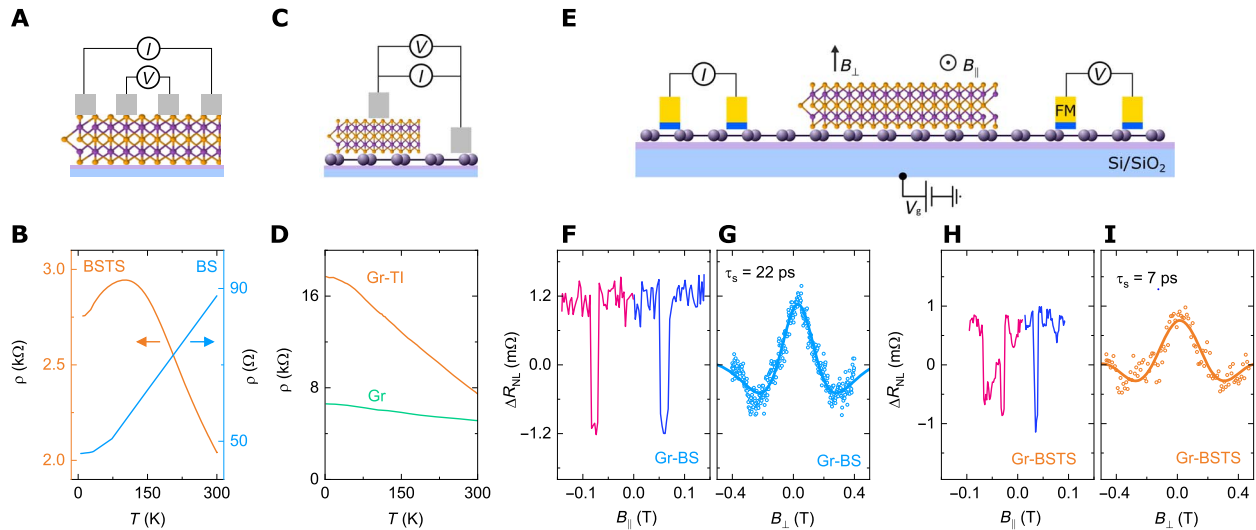 A
I
V
C
V
I
E
I
B⊥
B∥
V
FM
Si/SiO2
Vg
B
BSTS
BS
3.0
2.5
2.0
ρ (kΩ)
90
50
ρ (Ω)
0 150 300
T (K)
D
Gr-TI
Gr
16
8
0
ρ (kΩ)
0 150 300
T (K)
F
1.2
0.0
−1.2
ΔRNL (mΩ)
Gr-BS
−0.1 0.0 0.1
B∥ (T)
G
τs = 22 ps
Gr-BS
−0.4 0.0 0.4
B⊥ (T)
H
1
0
−1
ΔRNL (mΩ)
Gr-BSTS
−0.1 0.0 0.1
B∥ (T)
I
τs = 7 ps
Gr-BSTS
−0.4 0.0 0.4
B⊥ (T)